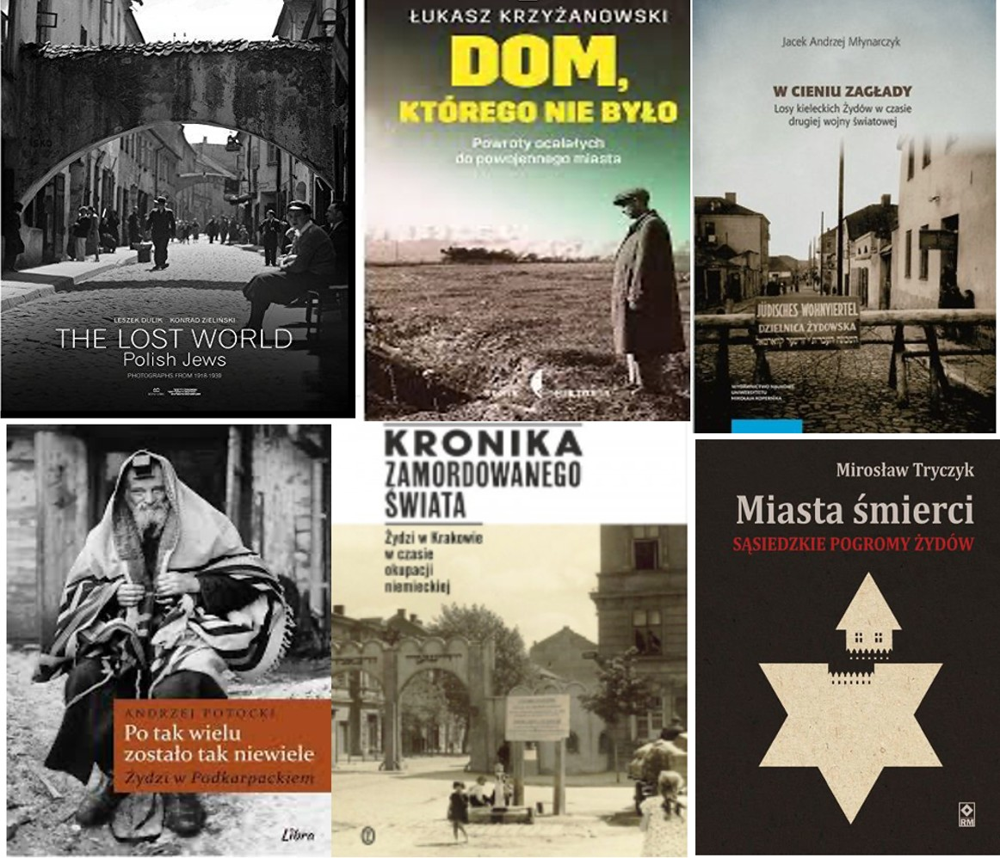 LESZEK DULIK KONRAD ZIELIŃSKI
THE LOST WORLD
Polish Jews
PHOTOGRAPHS FROM 1918-1939
ŁUKASZ KRZYŻANOWSKI
DOM,
KTÓREGO NIE BYŁO
Powroty ocalałych
do powojennego miasta
Jacek Andrzej Młynarczyk
W CIENIU ZAGŁADY
Losy kieleckich Żydów w czasie
drugiej wojny światowej
JÜDISCHES WOHNVIERTEL
DZIELNICA ŻYDOWSKA
WYDAWNICTWO NAUKOWE
UNIWERSYTETU
MIKOŁAJA KOPERNIKA
ANDRZEJ POTOCKI
Po tak wielu
zostało tak niewiele
Żydzi w Podkarpackiem
Libra
KRONIKA
ZAMORDOWANEGO
ŚWIATA
Żydzi w Krakowie
w czasie
okupacji
niemieckiej
Mirosław Tryczyk
Miasta śmierci
SĄSIEDZKIE POGROMY ŻYDÓW
RM